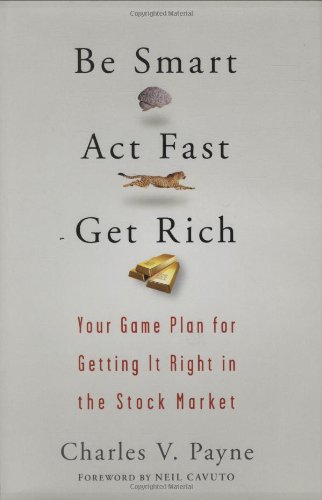 Be Smart
Act Fast
Get Rich
Your Game Plan for
Getting It Right in
the Stock Market
Charles V. Payne
FOREWORD BY NEIL CAVUTO